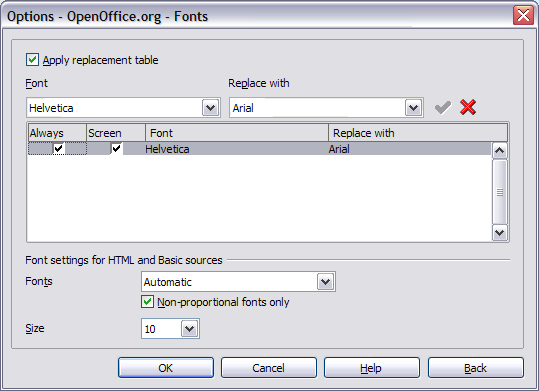 Options - OpenOffice.org - Fonts
Apply replacement table
Font Replace with
Helvetica Arial
Always Screen Font Replace with
Helvetica Arial
Font settings for HTML and Basic sources
Fonts Automatic
Non-proportional fonts only
Size 10
OK Cancel Help Back